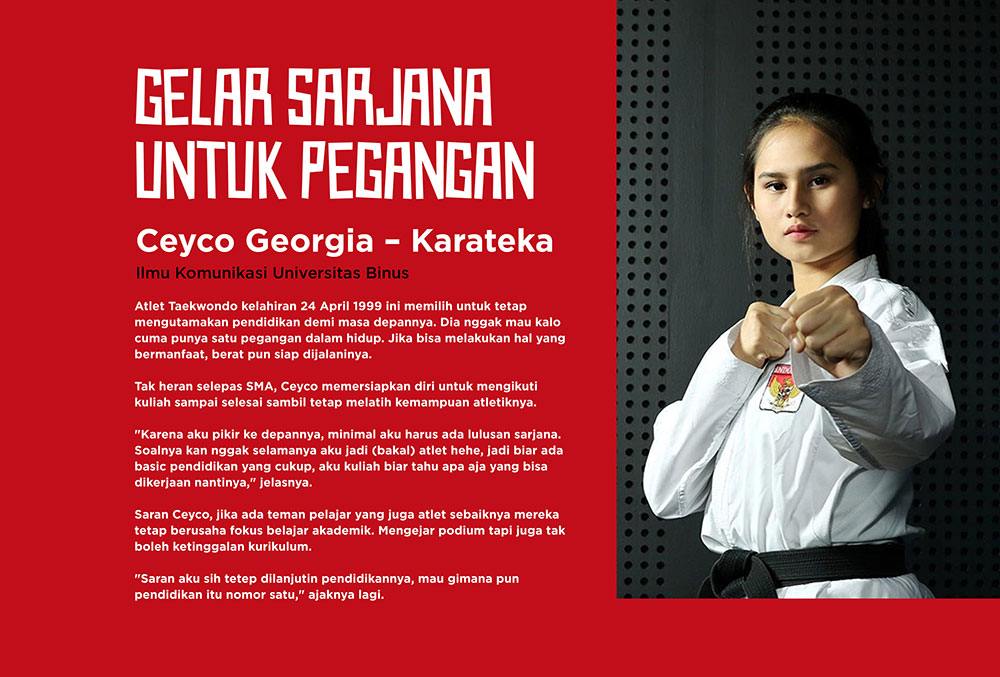 GELAR SARJANA
UNTUK PEGANGAN
Ceyco Georgia – Karateka
Ilmu Komunikasi Universitas Binus
Atlet Taekwondo kelahiran 24 April 1999 ini memilih untuk tetap
mengutamakan pendidikan demi masa depannya. Dia nggak mau kalo
cuma punya satu pegangan dalam hidup. Jika bisa melakukan hal yang
bermanfaat, berat pun siap dijalaninya.
Tak heran selepas SMA, Ceyco memersiapkan diri untuk mengikuti
kuliah sampai selesai sambil tetap melatih kemampuan atletiknya.
"Karena aku pikir ke depannya, minimal aku harus ada lulusan sarjana.
Soalnya kan nggak selamanya aku jadi (bakal) atlet hehe, jadi biar ada
basic pendidikan yang cukup, aku kuliah biar tahu apa aja yang bisa
dikerjaan nantinya," jelasnya.
Saran Ceyco, jika ada teman pelajar yang juga atlet sebaiknya mereka
tetap berusaha fokus belajar akademik. Mengejar podium tapi juga tak
boleh ketinggalan kurikulum.
"Saran aku sih tetep dilanjutin pendidikannya, mau gimana pun
pendidikan itu nomor satu," ajaknya lagi.